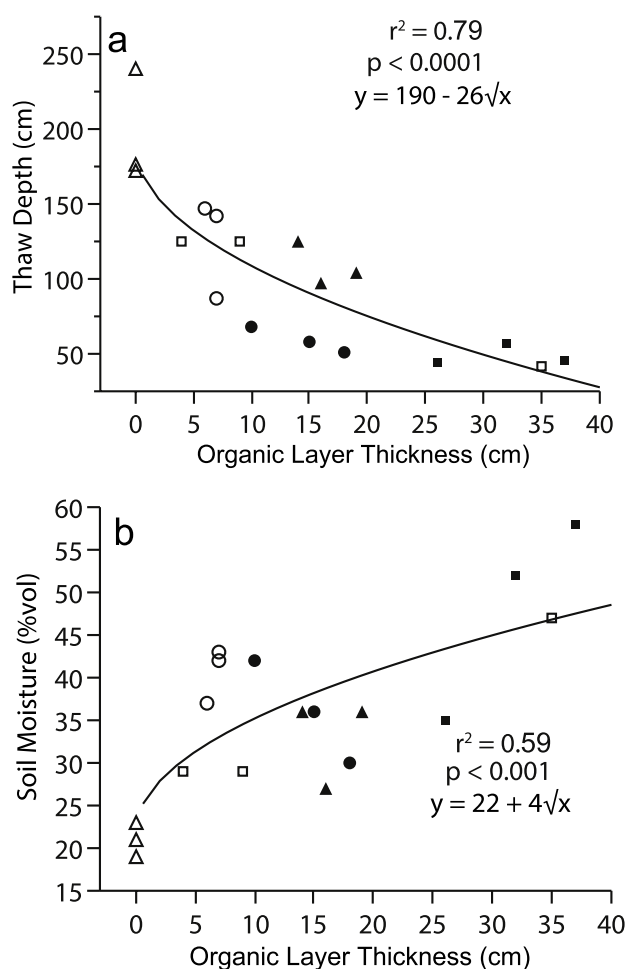 a
r² = 0.79
p < 0.0001
y = 190 - 26√x
Thaw Depth (cm)
250
200
150
100
50
0 5 10 15 20 25 30 35 40
Organic Layer Thickness (cm)
b
Soil Moisture (%vol)
60
55
50
45
40
35
30
25
20
15
r² = 0.59
p < 0.001
y = 22 + 4√x
0 5 10 15 20 25 30 35 40
Organic Layer Thickness (cm)